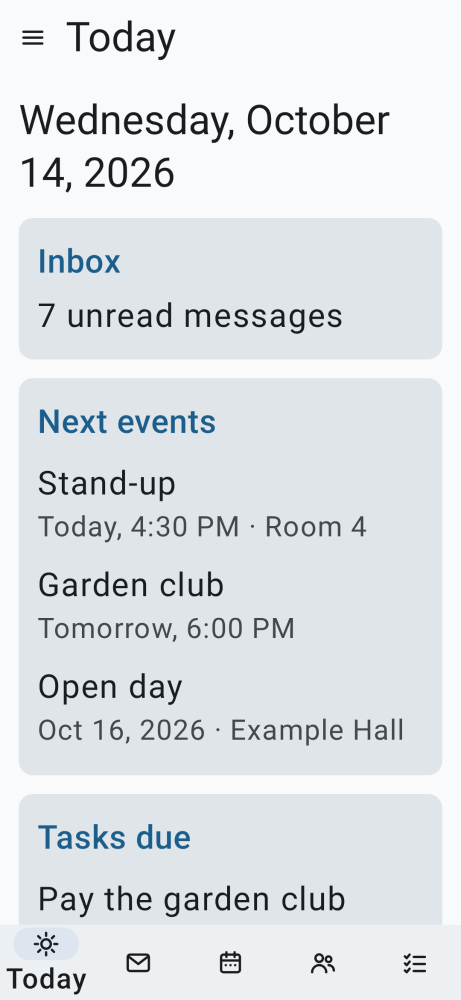 Today
Wednesday, October
14, 2026
Inbox
7 unread messages
Next events
Stand-up
Today, 4:30 PM · Room 4
Garden club
Tomorrow, 6:00 PM
Open day
Oct 16, 2026 · Example Hall
Tasks due
Pay the garden club
Today